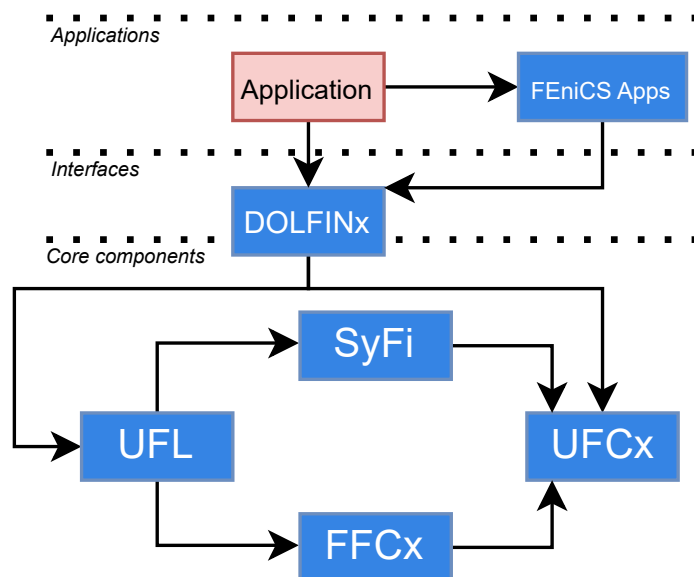 Applications
Application
FEniCS Apps
Interfaces
DOLFINx
Core components
SyFi
UFL
UFCx
FFCx